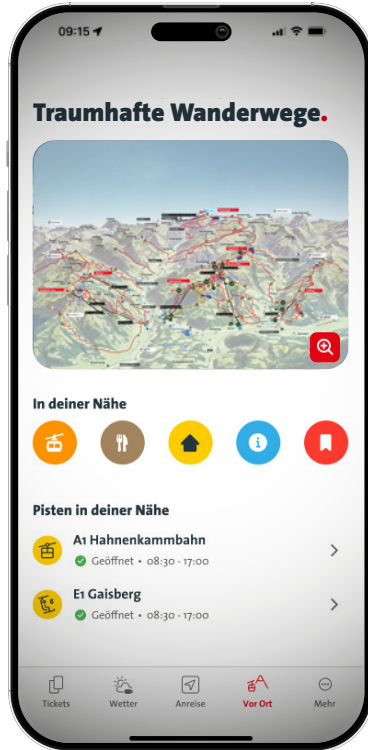 09:15
Traumhafte Wanderwege.
In deiner Nähe
Pisten in deiner Nähe
A1 Hahnenkammbahn
Geöffnet • 08:30 - 17:00
E1 Gaisberg
Geöffnet • 08:30 - 17:00
Tickets
Wetter
Anreise
Vor Ort
Mehr